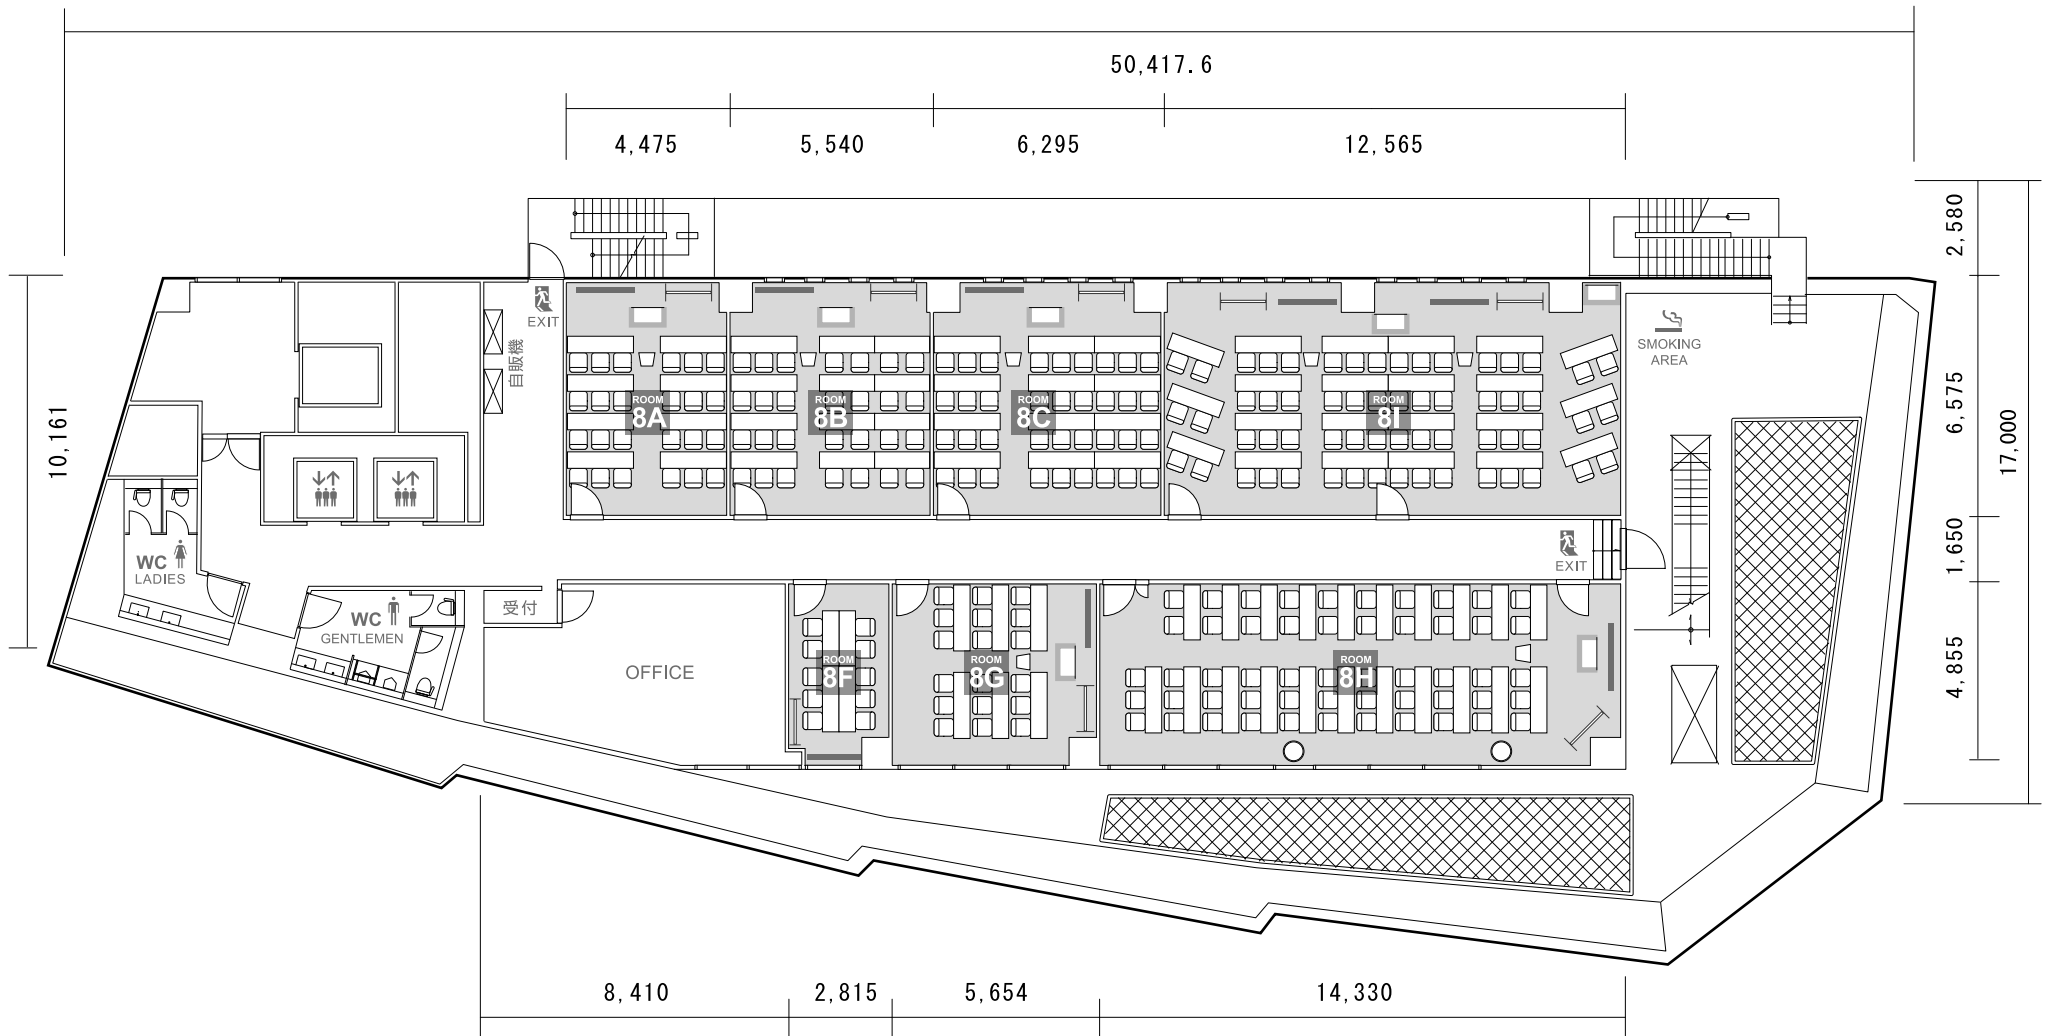 50,417.6
4,475
5,540
6,295
12,565
2,580
6,575
17,000
1,650
4,855
10,161
EXIT
自販機
SMOKING
AREA
ROOM
8A
ROOM
8B
ROOM
8C
ROOM
8I
EXIT
WC
LADIES
WC
GENTLEMEN
受付
OFFICE
ROOM
8F
ROOM
8G
ROOM
8H
8,410
2,815
5,654
14,330